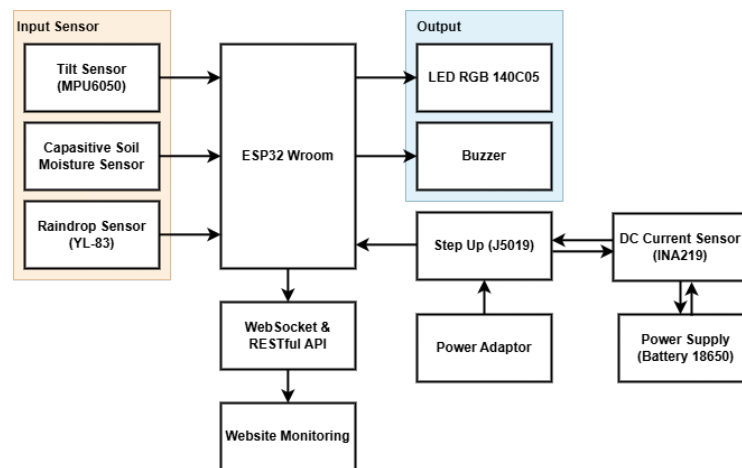 Input Sensor
Tilt Sensor
(MPU6050)
Capasitive Soil
Moisture Sensor
Raindrop Sensor
(YL-83)
ESP32 Wroom
Output
LED RGB 140C05
Buzzer
Step Up (J5019)
DC Current Sensor
(INA219)
WebSocket &
RESTful API
Power Adaptor
Power Supply
(Battery 18650)
Website Monitoring